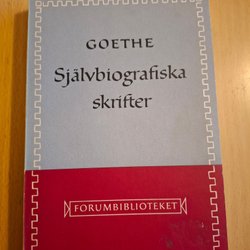 GOETHE
Självbiografiska
skrifter
FORUMBIBLIOTEKET